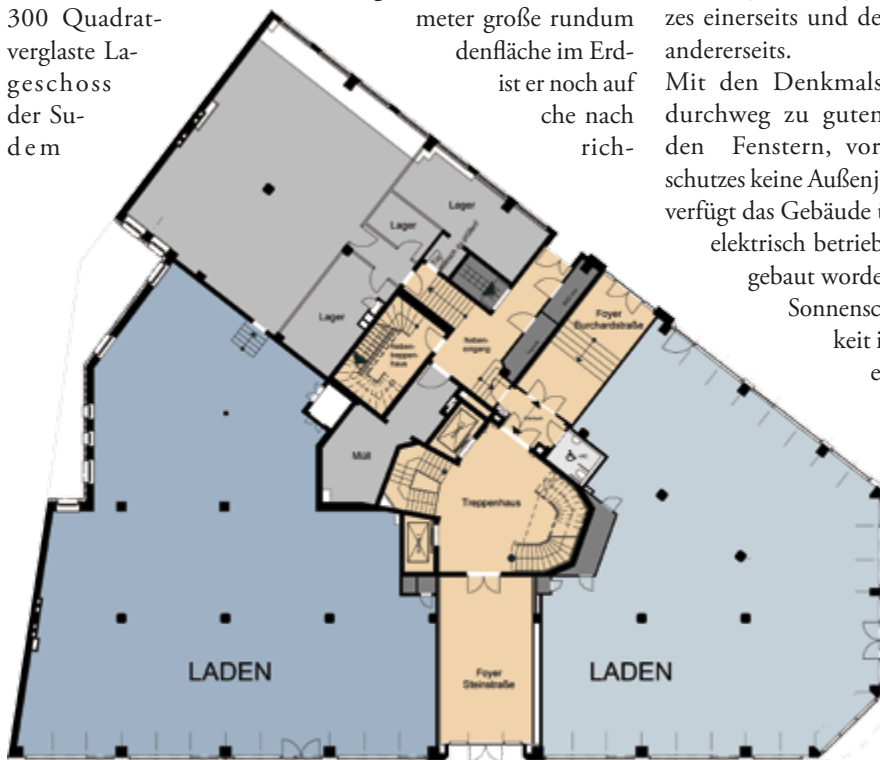 300 Quadrat-
meter große rundum
verglaste La-
denfläche im Erd-
geschoss
ist er noch auf
der Su-
che nach
dem
rich-
zes einerseits und de
andererseits.
Mit den Denkmals
durchweg zu guten
den Fenstern, vor
schutzes keine Außenj
verfügt das Gebäude
elektrisch betrieb
gebaut worde
Sonnensc
keit i
e
Lager
Lager
Lager
Neben-
treppen-
haus
Neben-
eingang
Foyer
Burchardstraße
Müll
Treppenhaus
LADEN
Foyer
Steinstraße
LADEN